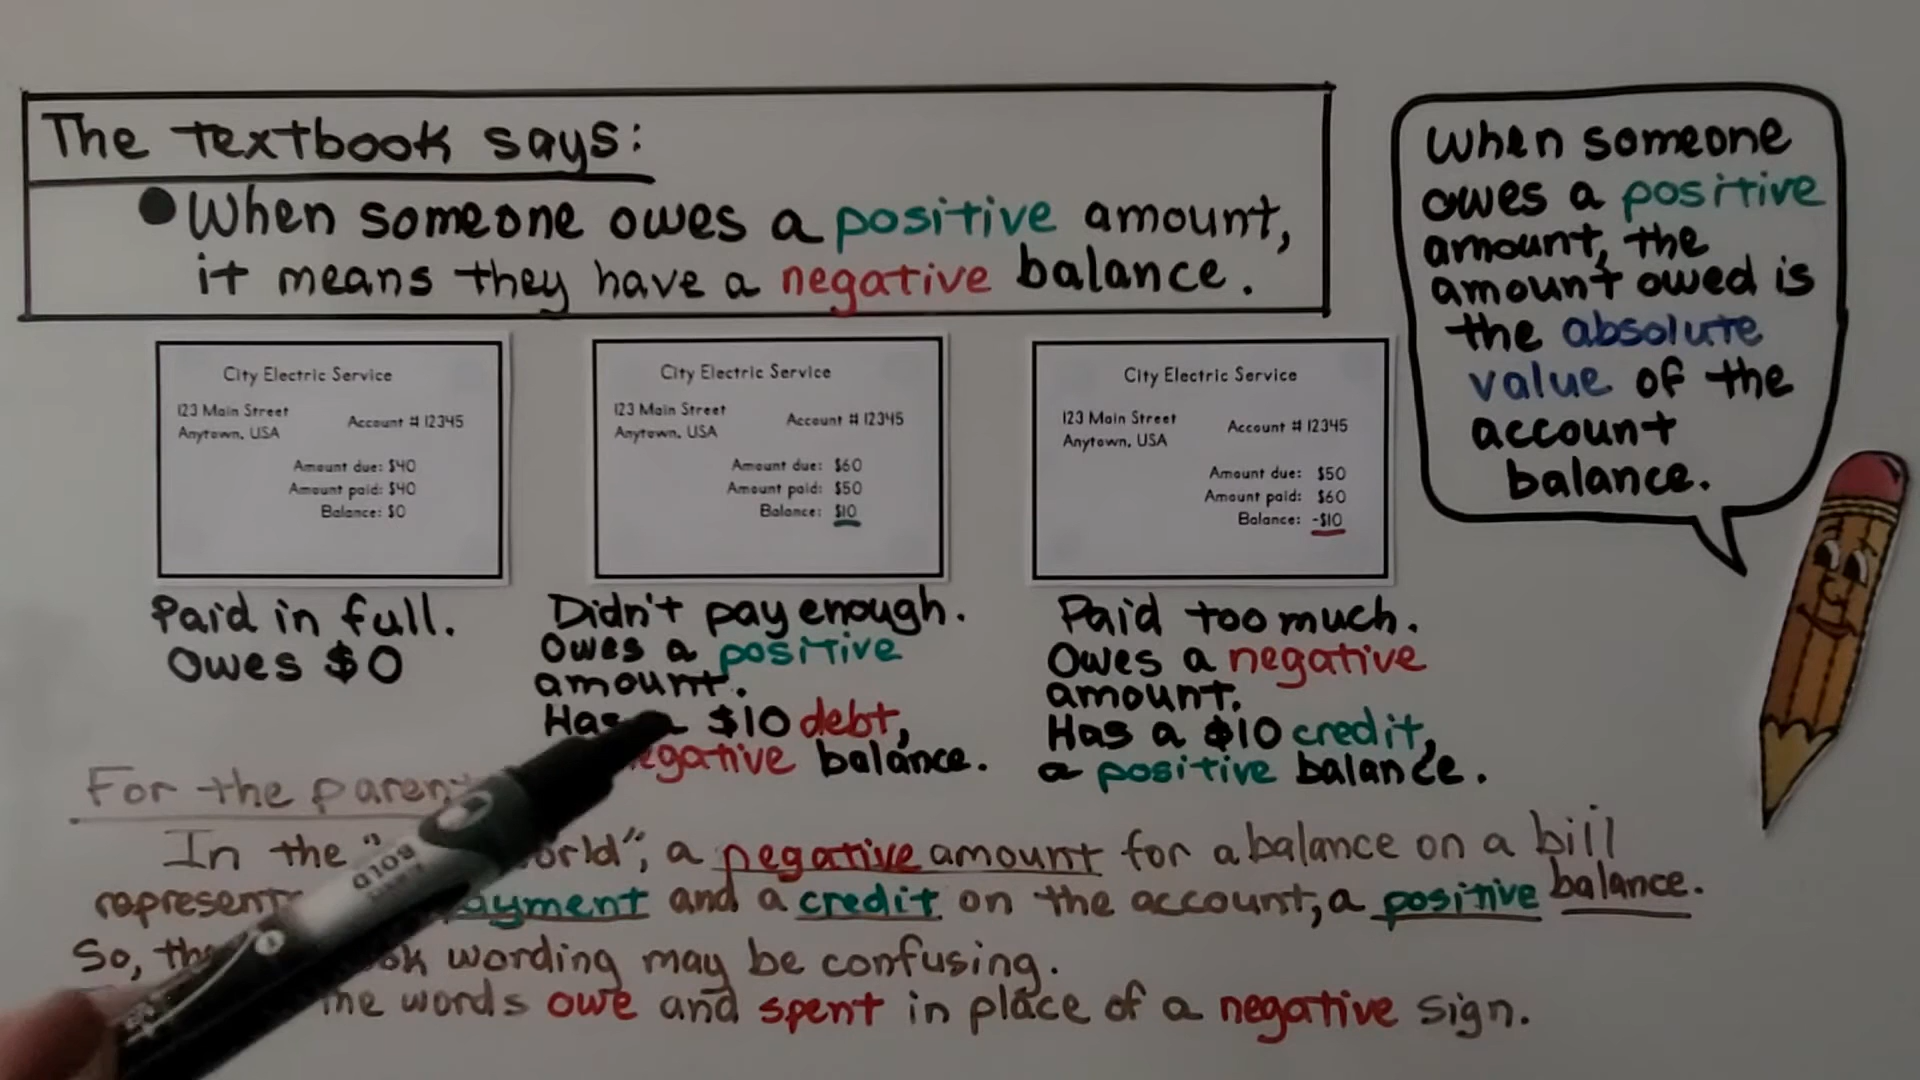 The textbook says:
When someone owes a positive amount,
it means they have a negative balance.
When someone
owes a positive
amount, the
amount owed is
the absolute
value of the
account
balance.
City Electric Service
123 Main Street
Anytown, USA
Account # 12345
Amount due: $40
Amount paid: $40
Balance: $0
Paid in full.
Owes $0
City Electric Service
123 Main Street
Anytown, USA
Account # 12345
Amount due: $60
Amount paid: $50
Balance: $10
Didn't pay enough.
Owes a positive
amount.
Has a $10 debt,
negative balance.
City Electric Service
123 Main Street
Anytown, USA
Account # 12345
Amount due: $50
Amount paid: $60
Balance: -$10
Paid too much.
Owes a negative
amount.
Has a $10 credit,
a positive balance.
For the
In the " a negative amount for a balance on a bill
and a credit on the account, a positive balance.
So, wording may be confusing.
the words owe and spent in place of a negative sign.
BOLD